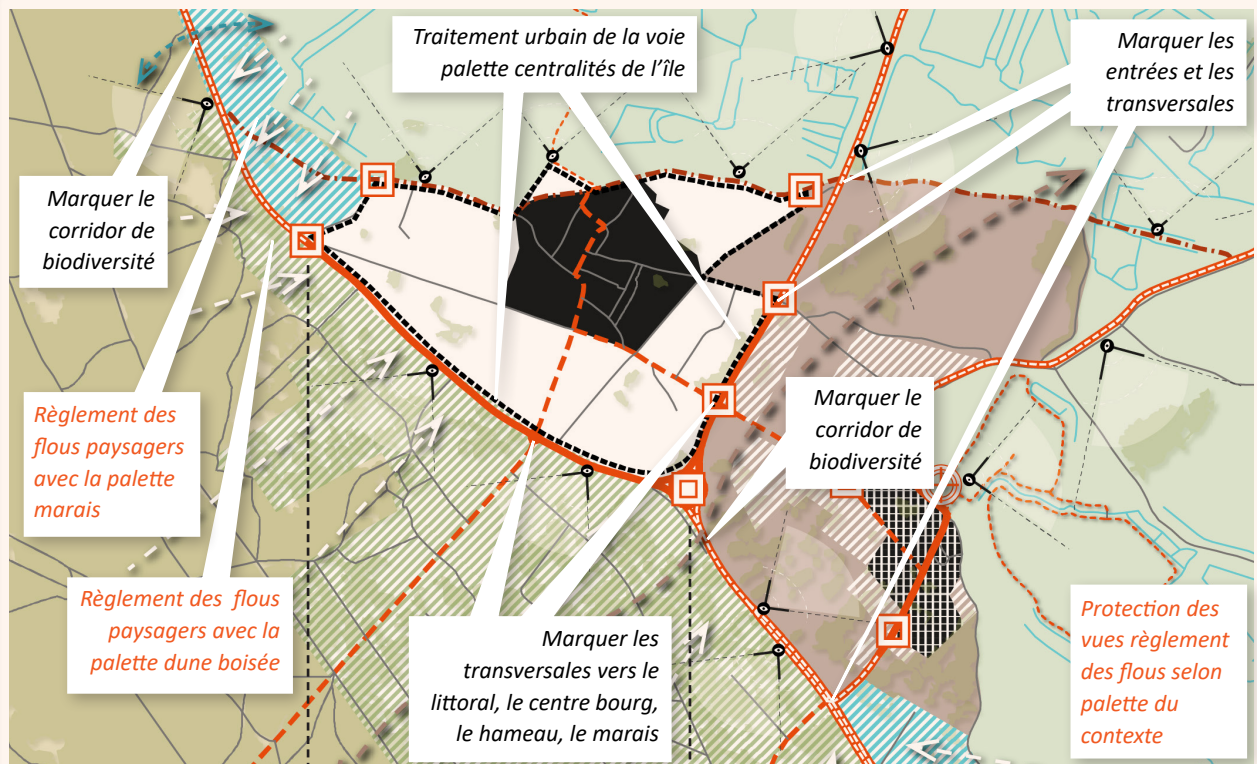 Traitement urbain de la voie
palette centralités de l'île
Marquer les
entrées et les
transversales
Marquer le
corridor de
biodiversité
Règlement des
flous paysagers
avec la palette
marais
Marquer le
corridor de
biodiversité
Règlement des flous
paysagers avec la
palette dune boisée
Marquer les
transversales vers le
littoral, le centre bourg,
le hameau, le marais
Protection des
vues règlement
des flous selon
palette du
contexte